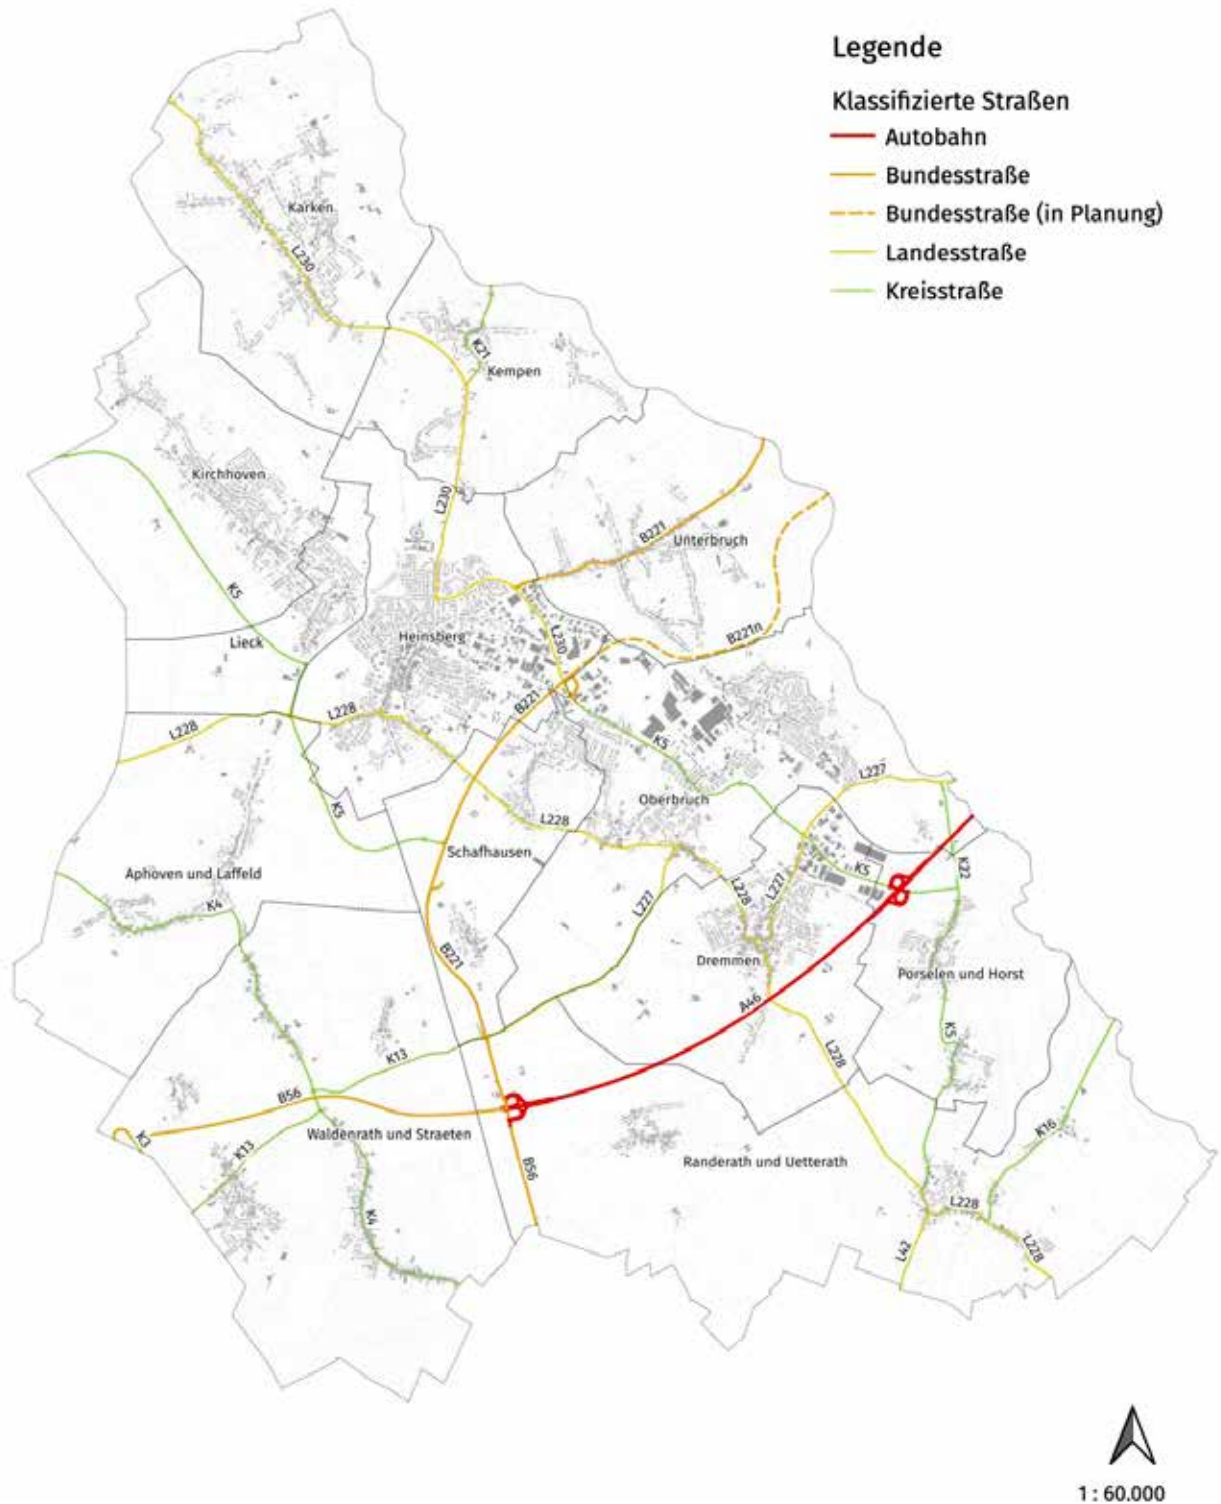 Legende
Klassifizierte Straßen
Autobahn
Bundesstraße
Bundesstraße (in Planung)
Landesstraße
Kreisstraße
Karken
L230
K21
Kempen
Kirchhoven
L230
B221
Unterbruch
K5
Lieck
Heinsberg
L230
B221n
L228
L228
B221
K5
L227
Oberbruch
K5
L228
Schafhausen
K5
K22
Aphoven und Laffeld
L228
L227
L227
K4
B221
Dremmen
Porselen und Horst
A46
K5
K13
L228
B56
K3
K13
Waldenrath und Straeten
K16
B56
Randerath und Uetterath
K4
L228
L42
L228
1 : 60.000